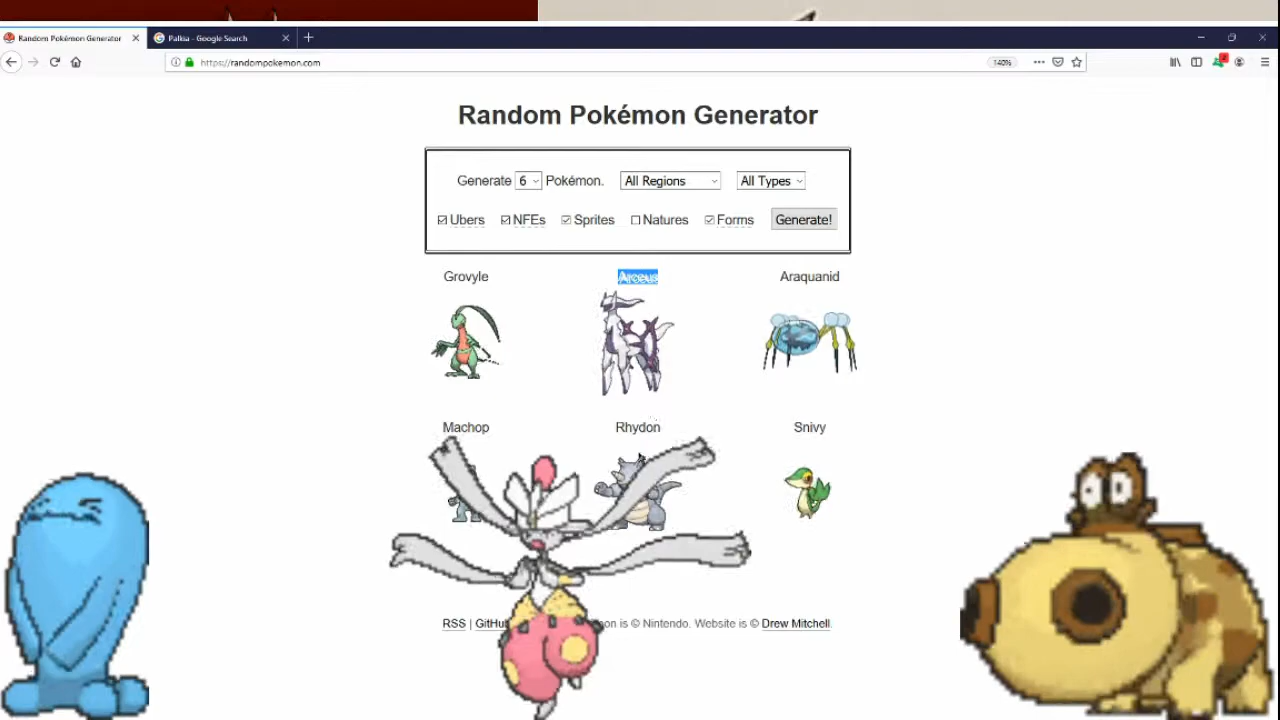 Random Pokémon Generator
Palkia - Google Search
https://randompokemon.com
140%
Random Pokémon Generator
Generate 6 Pokémon. All Regions All Types
Ubers NFEs Sprites Natures Forms Generate!
Grovyle Arceus Araquanid
Machop Rhydon Snivy
RSS | GitHub on is © Nintendo. Website is © Drew Mitchell.